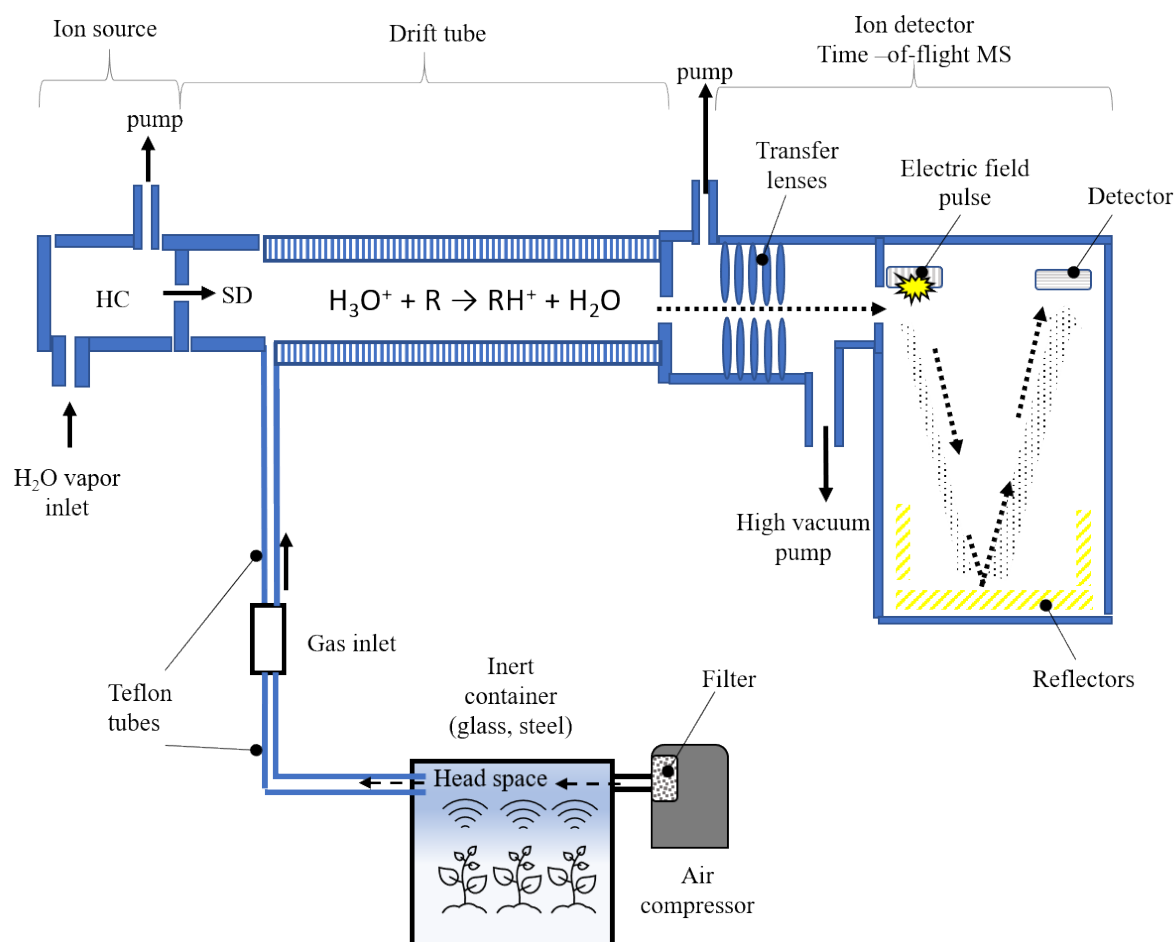 Ion source
Drift tube
Ion detector
Time –of-flight MS
pump
pump
Transfer
lenses
Electric field
pulse
Detector
HC
SD
H₃O⁺ + R → RH⁺ + H₂O
H₂O vapor
inlet
High vacuum
pump
Gas inlet
Teflon
tubes
Inert
container
(glass, steel)
Filter
Reflectors
Head space
Air
compressor